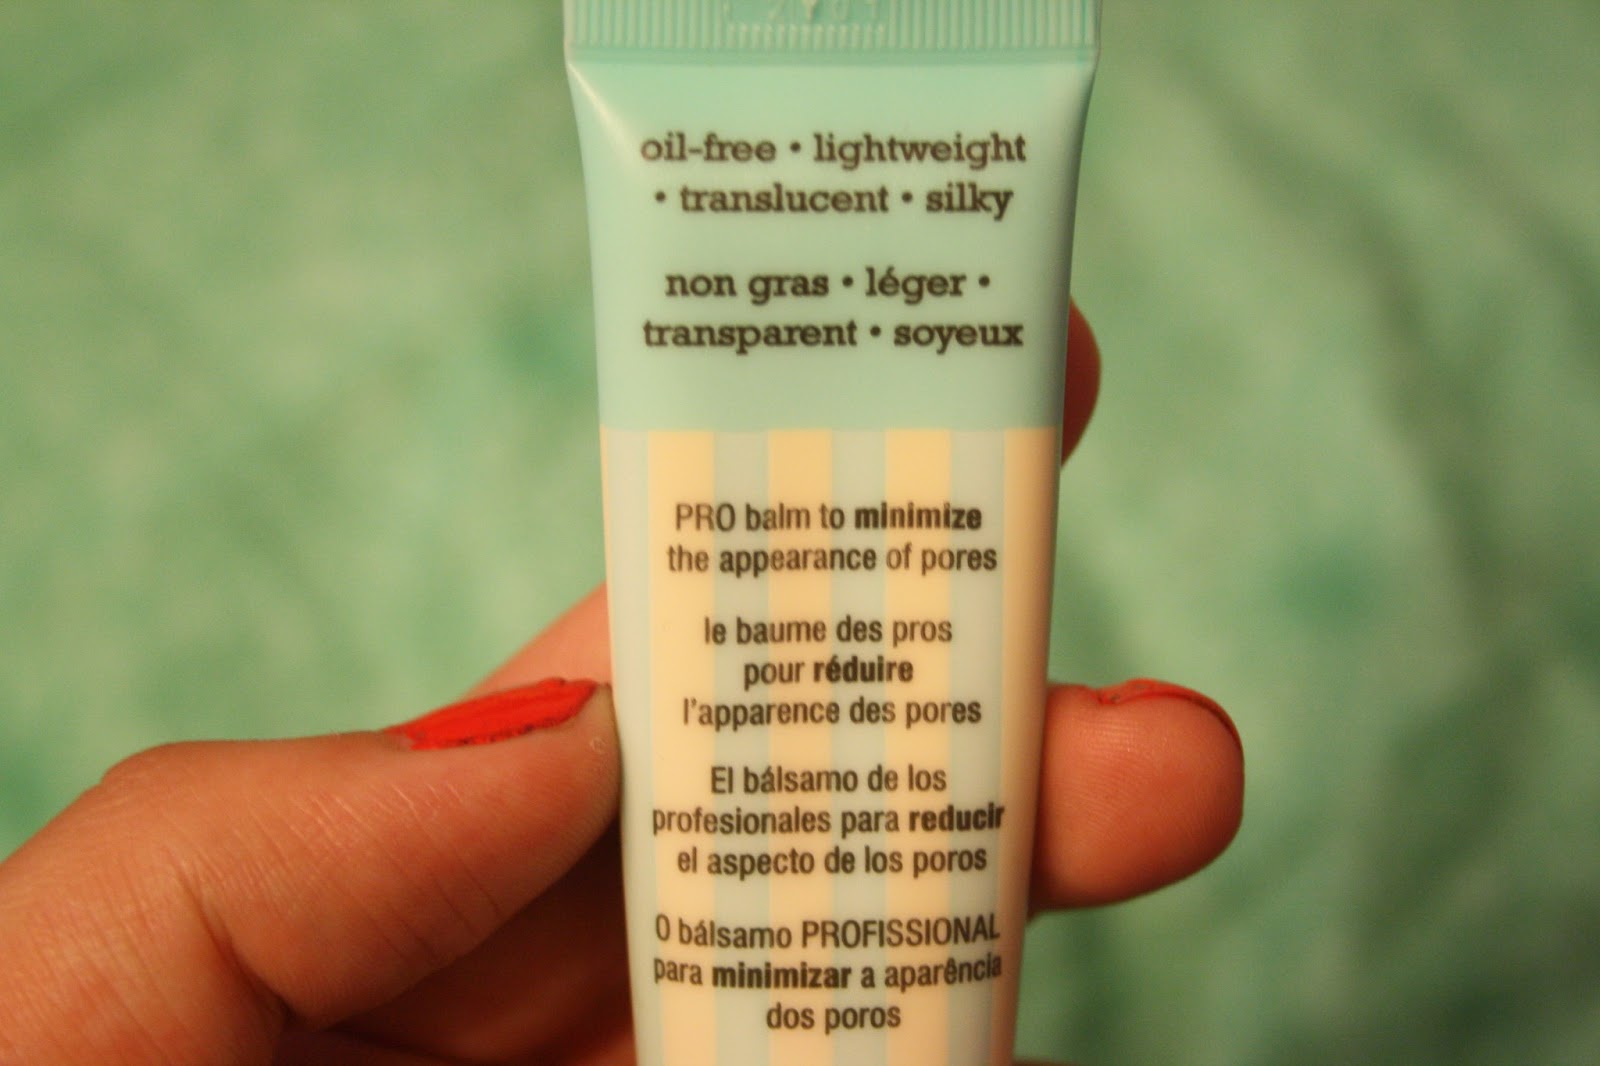 oil-free • lightweight
• translucent • silky
non gras • léger •
transparent • soyeux
PRO balm to minimize
the appearance of pores
le baume des pros
pour réduire
l'apparence des pores
El bálsamo de los
profesionales para reducir
el aspecto de los poros
O bálsamo PROFISSIONAL
para minimizar a aparência
dos poros